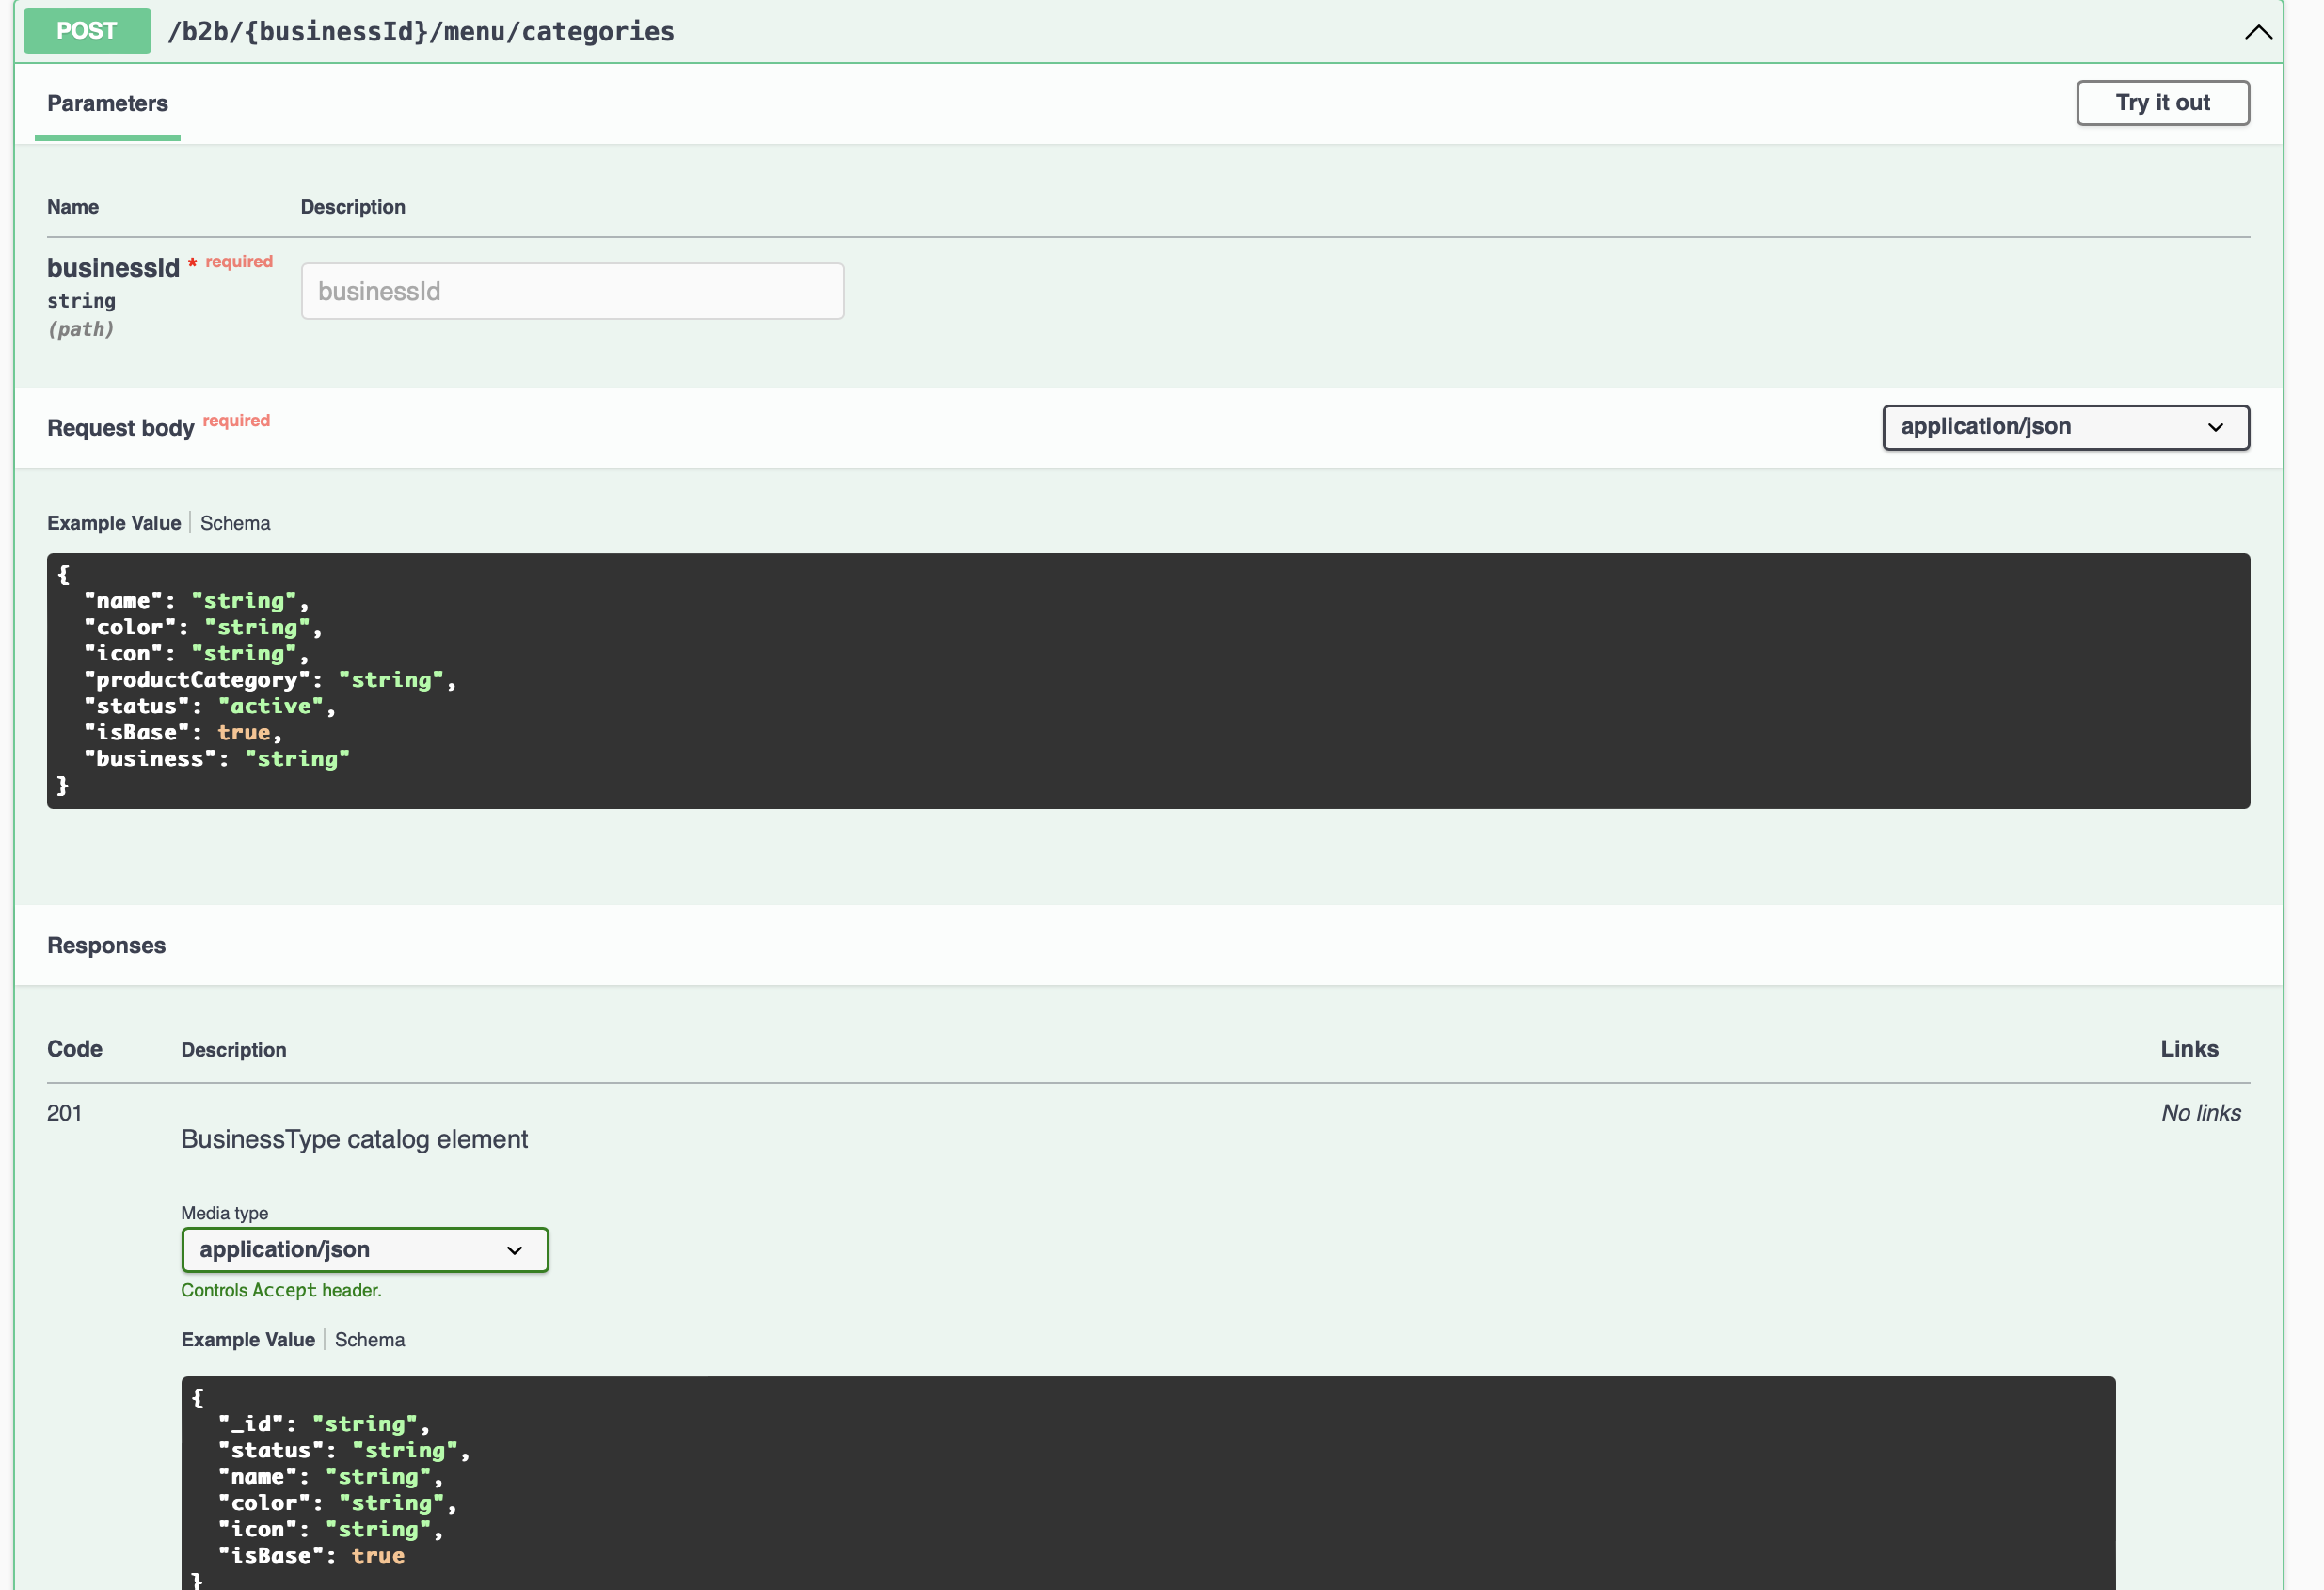 POST /b2b/{businessId}/menu/categories
Parameters
Try it out
Name Description
businessId * required
string
(path)
businessId
Request body required
application/json
Example Value Schema
{
  "name": "string",
  "color": "string",
  "icon": "string",
  "productCategory": "string",
  "status": "active",
  "isBase": true,
  "business": "string"
}
Responses
Code Description Links
201
BusinessType catalog element
No links
Media type
application/json
Controls Accept header.
Example Value Schema
{
  "_id": "string",
  "status": "string",
  "name": "string",
  "color": "string",
  "icon": "string",
  "isBase": true
}